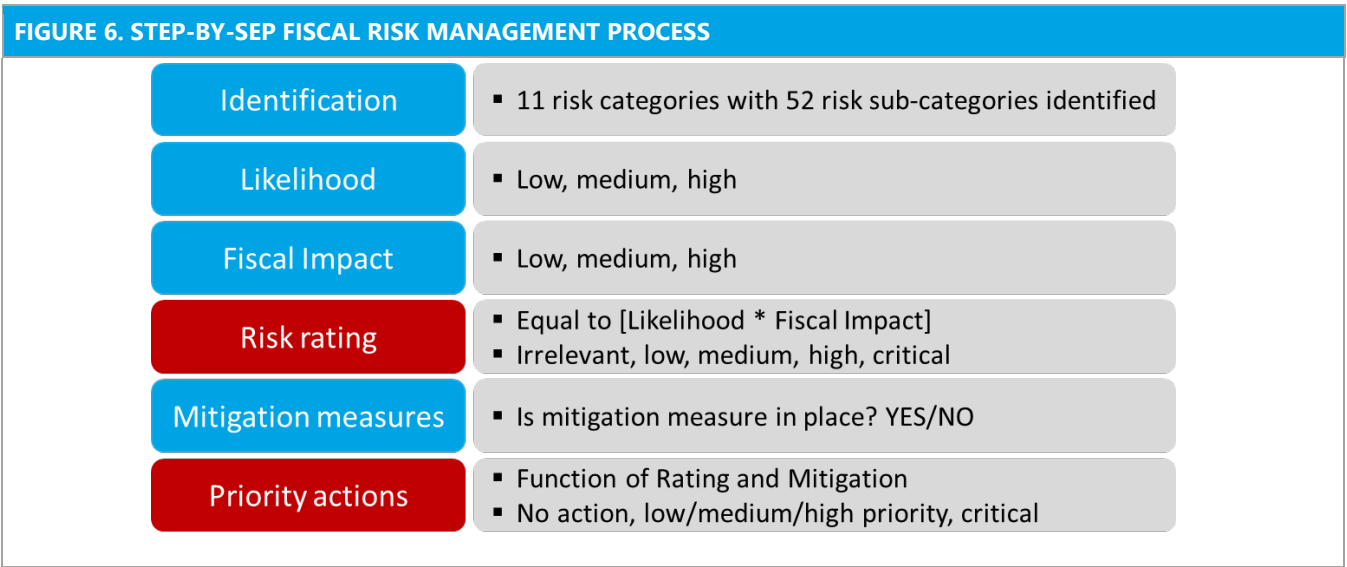 FIGURE 6. STEP-BY-SEP FISCAL RISK MANAGEMENT PROCESS
Identification
▪ 11 risk categories with 52 risk sub-categories identified
Likelihood
▪ Low, medium, high
Fiscal Impact
▪ Low, medium, high
Risk rating
▪ Equal to [Likelihood * Fiscal Impact]
▪ Irrelevant, low, medium, high, critical
Mitigation measures
▪ Is mitigation measure in place? YES/NO
Priority actions
▪ Function of Rating and Mitigation
▪ No action, low/medium/high priority, critical